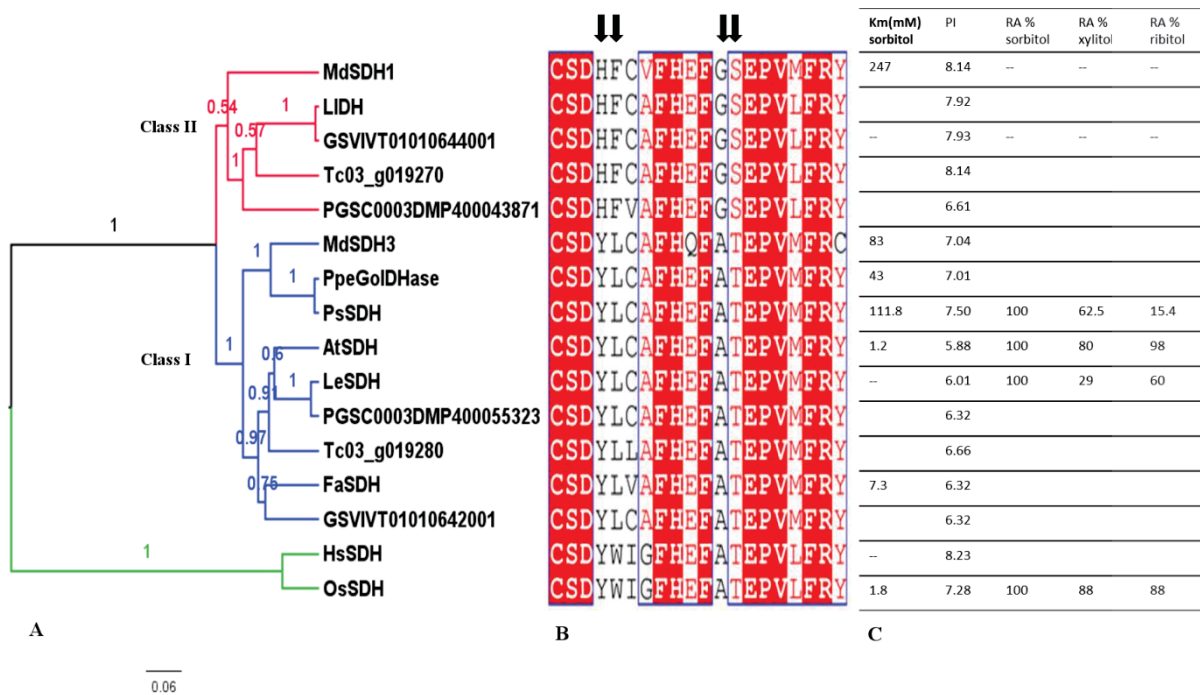 Km(mM) sorbitol PI RA % sorbitol RA % xylitol RA % ribitol
MdSDH1 CSDHFCVFHEFGSEPVMFRY 247 8.14 -- -- --
0.54
1 LIDH CSDHFCAFHEFGSEPVLFRY 7.92
Class II 0.57
GSVIVT01010644001 CSDHFCAFHEFGSEPVLFRY -- 7.93 -- -- --
1
Tc03_g019270 CSDHFCAFHEFGSEPVLFRY 8.14
PGSC0003DMP400043871 CSDHFVAFHEFGSEPVLFRY 6.61
1
1 MdSDH3 CSDYLCAFHQFATEPVMFRC 83 7.04
1 PpeGolDHase CSDYLCAFHEFATEPVMFRY 43 7.01
PsSDH CSDYLCAFHEFATEPVMFRY 111.8 7.50 100 62.5 15.4
1
AtSDH CSDYLCAFHEFATEPVMFRY 1.2 5.88 100 80 98
Class I 0.6
1 LeSDH CSDYLCAFHEFATEPVMFRY -- 6.01 100 29 60
0.91
PGSC0003DMP400055323 CSDYLCAFHEFATEPVMFRY 6.32
0.97
Tc03_g019280 CSDYLLAFHEFATEPVMFRY 6.66
0.75 FaSDH CSDYLVAFHEFATEPVMFRY 7.3 6.32
GSVIVT01010642001 CSDYLCAFHEFATEPVMFRY 6.32
1 HsSDH CSDYWIGFHEFATEPVLFRY -- 8.23
OsSDH CSDYWIGFHEFATEPVLFRY 1.8 7.28 100 88 88
A B C
0.06